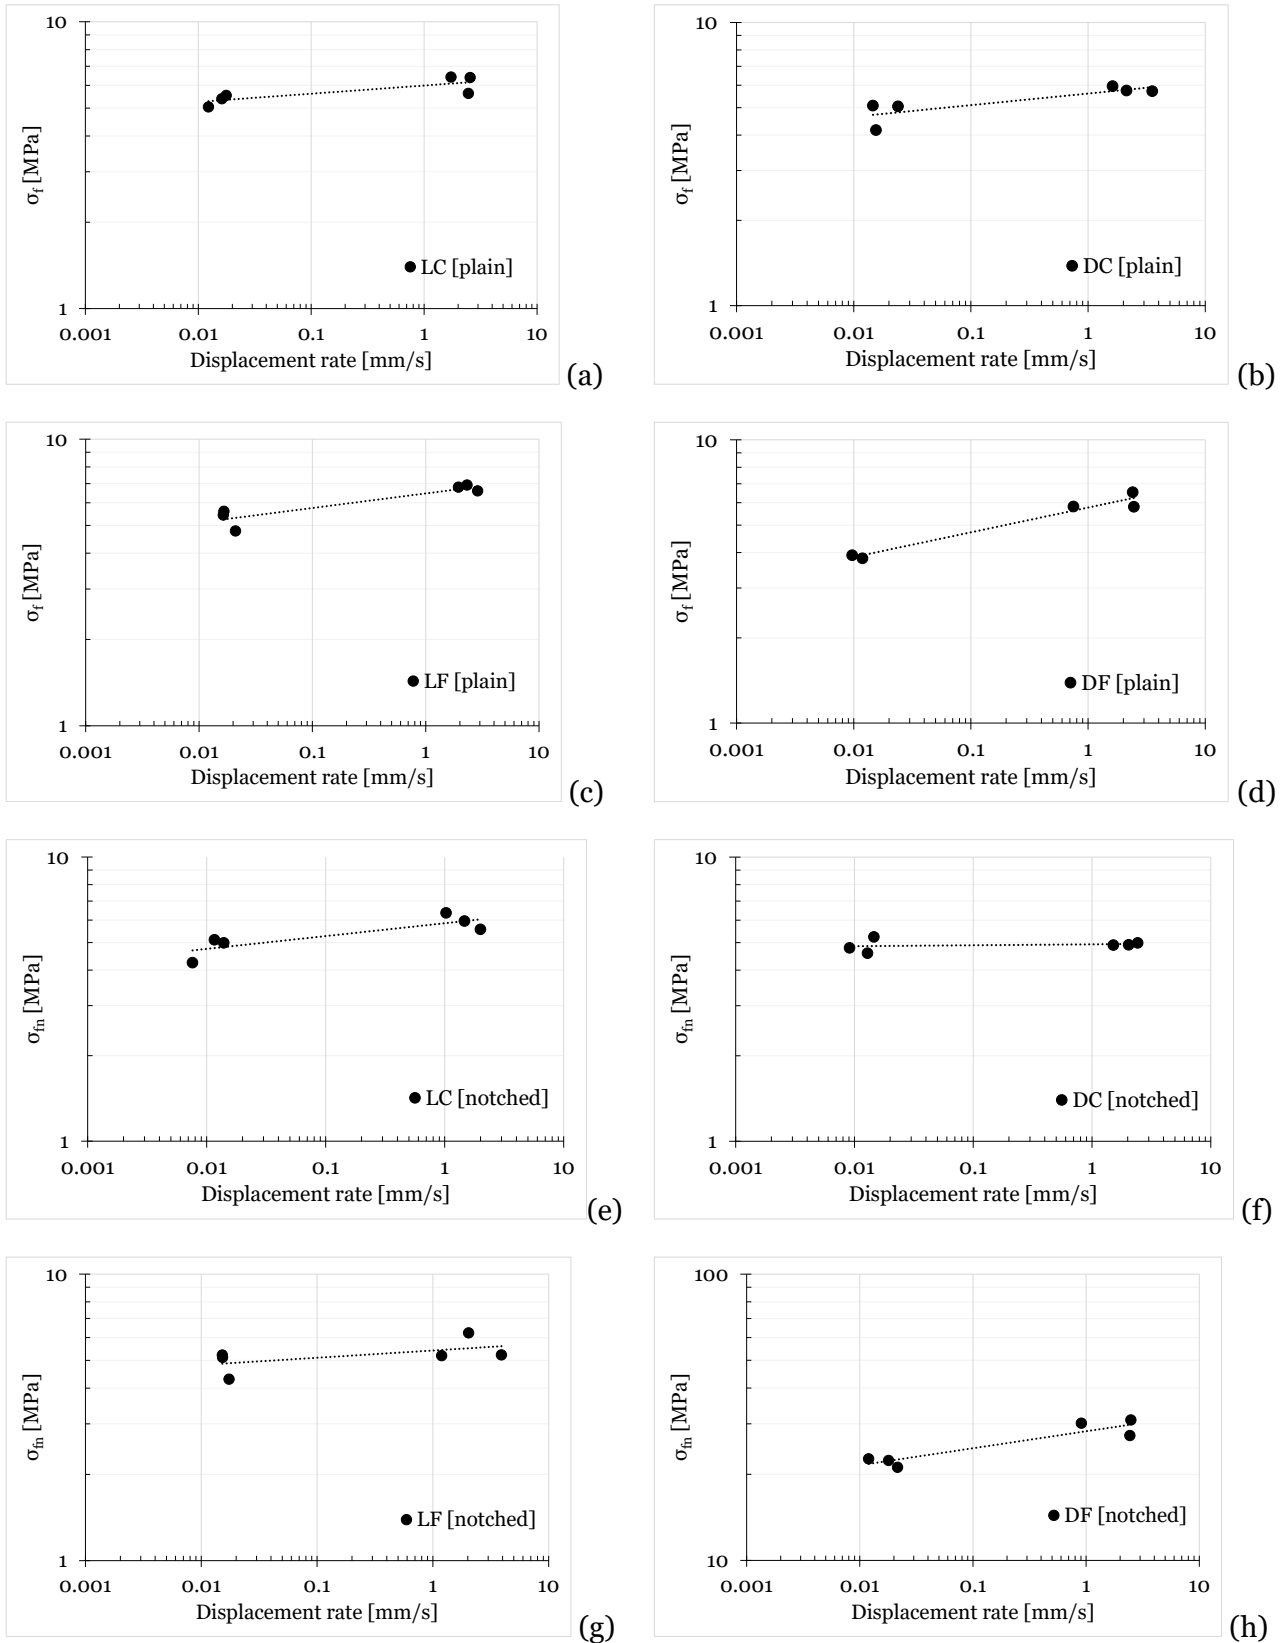 10
σf [MPa]
LC [plain]
1
0.001 0.01 0.1 1 10
Displacement rate [mm/s]
(a)
10
σf [MPa]
DC [plain]
1
0.001 0.01 0.1 1 10
Displacement rate [mm/s]
(b)
10
σf [MPa]
LF [plain]
1
0.001 0.01 0.1 1 10
Displacement rate [mm/s]
(c)
10
σf [MPa]
DF [plain]
1
0.001 0.01 0.1 1 10
Displacement rate [mm/s]
(d)
10
σfn [MPa]
LC [notched]
1
0.001 0.01 0.1 1 10
Displacement rate [mm/s]
(e)
10
σfn [MPa]
DC [notched]
1
0.001 0.01 0.1 1 10
Displacement rate [mm/s]
(f)
10
σfn [MPa]
LF [notched]
1
0.001 0.01 0.1 1 10
Displacement rate [mm/s]
(g)
100
σfn [MPa]
DF [notched]
10
0.001 0.01 0.1 1 10
Displacement rate [mm/s]
(h)